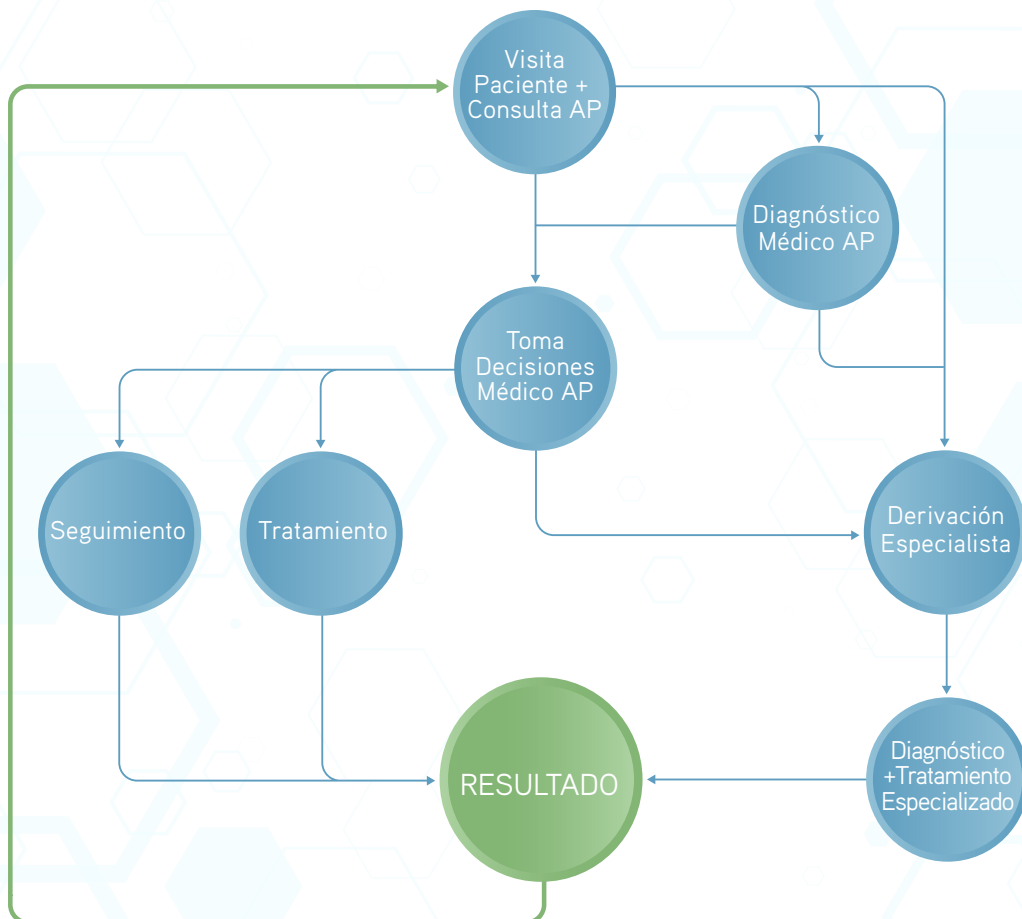 Visita
Paciente +
Consulta AP
Diagnóstico
Médico AP
Toma
Decisiones
Médico AP
Seguimiento
Tratamiento
Derivación
Especialista
RESULTADO
Diagnóstico
+Tratamiento
Especializado